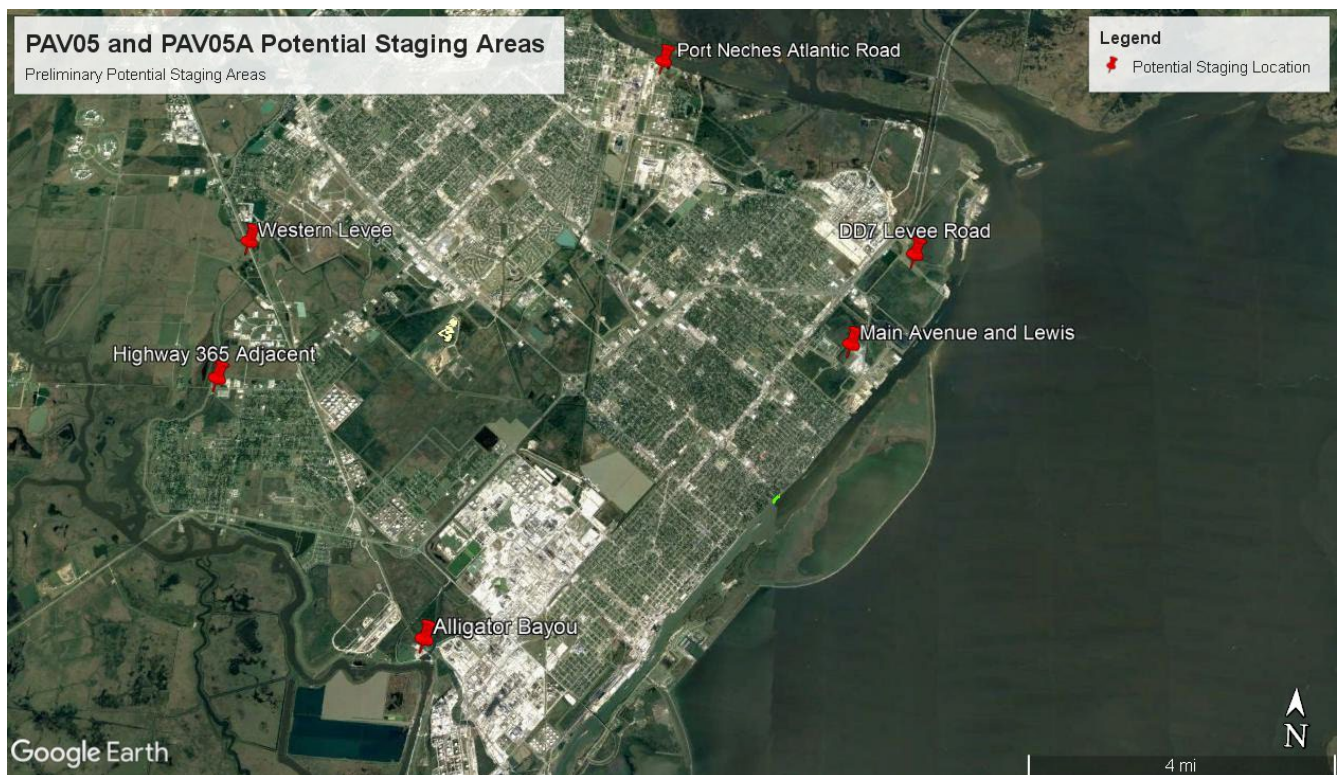 PAV05 and PAV05A Potential Staging Areas
Preliminary Potential Staging Areas
Legend
Potential Staging Location
Port Neches Atlantic Road
Western Levee
DD7 Levee Road
Main Avenue and Lewis
Highway 365 Adjacent
Alligator Bayou
Google Earth
N
4 mi